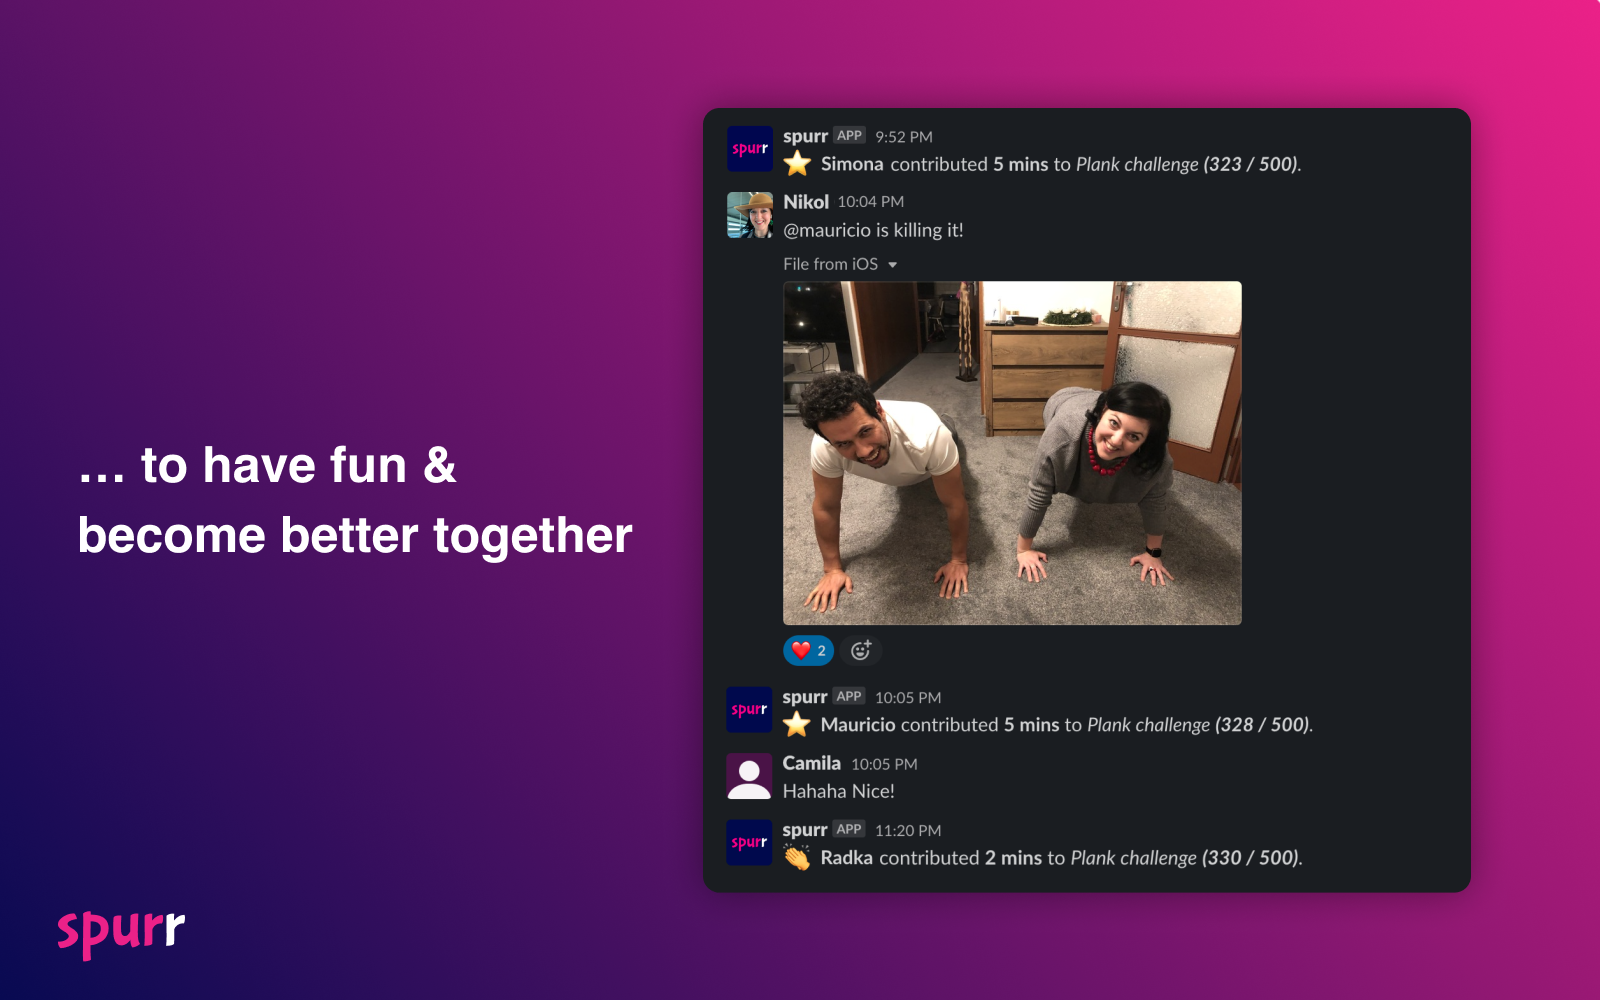 … to have fun &
become better together
spurr
spurr
spurr APP 9:52 PM
Simona contributed 5 mins to Plank challenge (323 / 500).
Nikol 10:04 PM
@mauricio is killing it!
File from iOS
2
spurr
spurr APP 10:05 PM
Mauricio contributed 5 mins to Plank challenge (328 / 500).
Camila 10:05 PM
Hahaha Nice!
spurr
spurr APP 11:20 PM
Radka contributed 2 mins to Plank challenge (330 / 500).